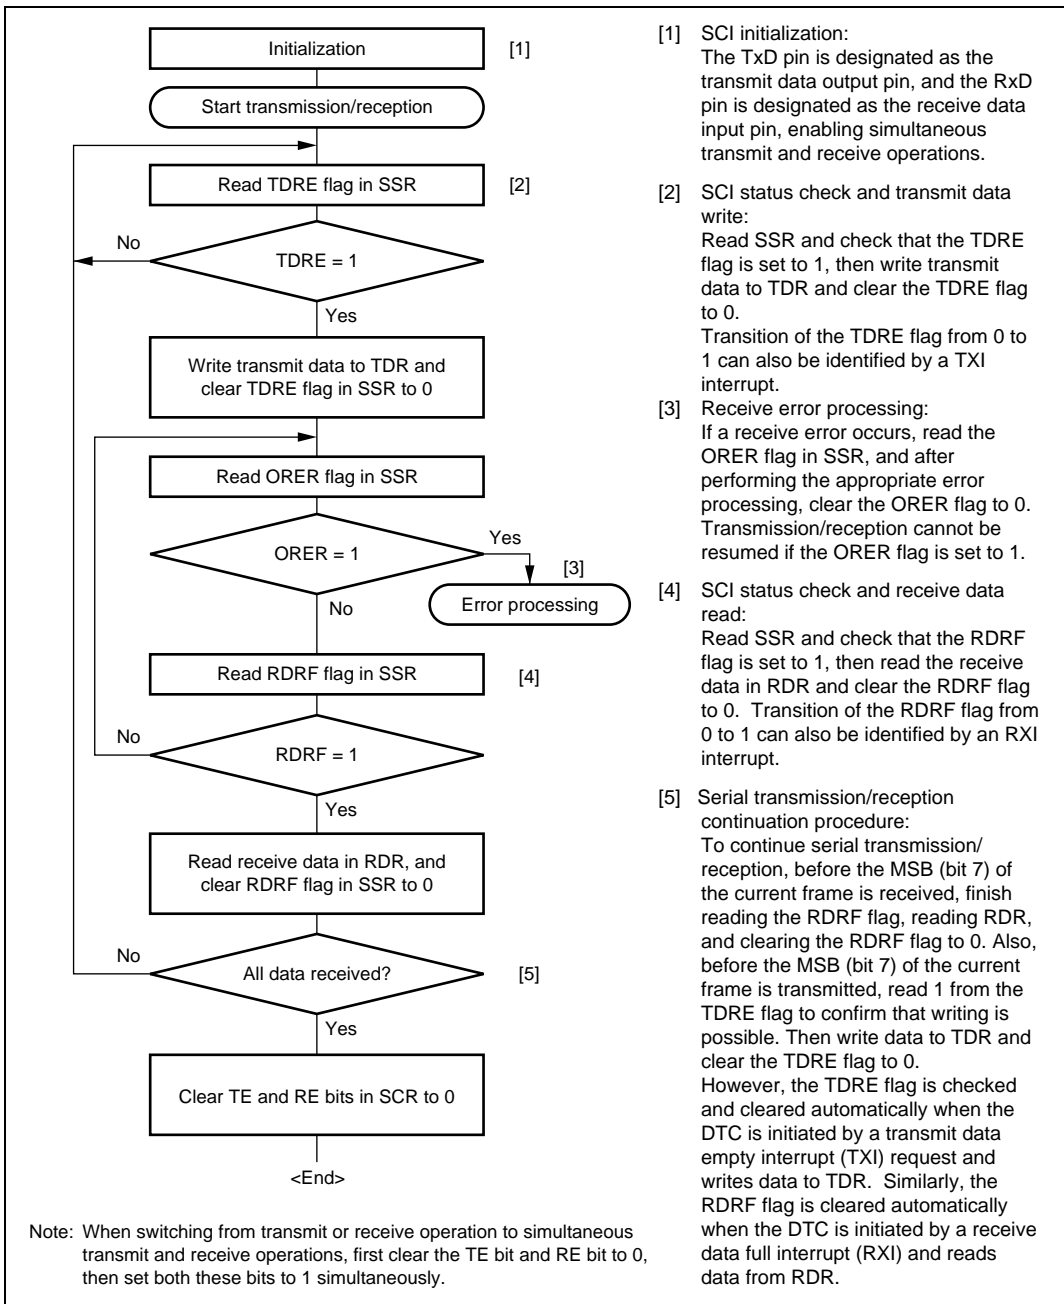 Initialization
[1]
Start transmission/reception
Read TDRE flag in SSR
[2]
No
TDRE = 1
Yes
Write transmit data to TDR and
clear TDRE flag in SSR to 0
Read ORER flag in SSR
ORER = 1
Yes
[3]
Error processing
No
Read RDRF flag in SSR
[4]
No
RDRF = 1
Yes
Read receive data in RDR, and
clear RDRF flag in SSR to 0
No
All data received?
[5]
Yes
Clear TE and RE bits in SCR to 0
<End>
Note: When switching from transmit or receive operation to simultaneous
transmit and receive operations, first clear the TE bit and RE bit to 0,
then set both these bits to 1 simultaneously.
[1] SCI initialization:
The TxD pin is designated as the
transmit data output pin, and the RxD
pin is designated as the receive data
input pin, enabling simultaneous
transmit and receive operations.
[2] SCI status check and transmit data
write:
Read SSR and check that the TDRE
flag is set to 1, then write transmit
data to TDR and clear the TDRE flag
to 0.
Transition of the TDRE flag from 0 to
1 can also be identified by a TXI
interrupt.
[3] Receive error processing:
If a receive error occurs, read the
ORER flag in SSR, and after
performing the appropriate error
processing, clear the ORER flag to 0.
Transmission/reception cannot be
resumed if the ORER flag is set to 1.
[4] SCI status check and receive data
read:
Read SSR and check that the RDRF
flag is set to 1, then read the receive
data in RDR and clear the RDRF flag
to 0. Transition of the RDRF flag from
0 to 1 can also be identified by an RXI
interrupt.
[5] Serial transmission/reception
continuation procedure:
To continue serial transmission/
reception, before the MSB (bit 7) of
the current frame is received, finish
reading the RDRF flag, reading RDR,
and clearing the RDRF flag to 0. Also,
before the MSB (bit 7) of the current
frame is transmitted, read 1 from the
TDRE flag to confirm that writing is
possible. Then write data to TDR and
clear the TDRE flag to 0.
However, the TDRE flag is checked
and cleared automatically when the
DTC is initiated by a transmit data
empty interrupt (TXI) request and
writes data to TDR. Similarly, the
RDRF flag is cleared automatically
when the DTC is initiated by a receive
data full interrupt (RXI) and reads
data from RDR.